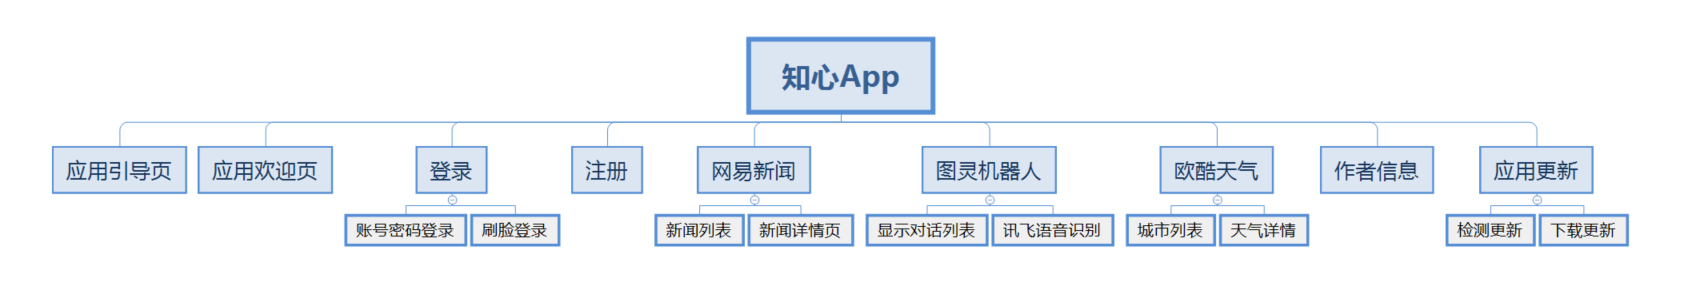 知心App
应用引导页
应用欢迎页
登录
注册
网易新闻
图灵机器人
欧酷天气
作者信息
应用更新
账号密码登录
刷脸登录
新闻列表
新闻详情页
显示对话列表
讯飞语音识别
城市列表
天气详情
检测更新
下载更新